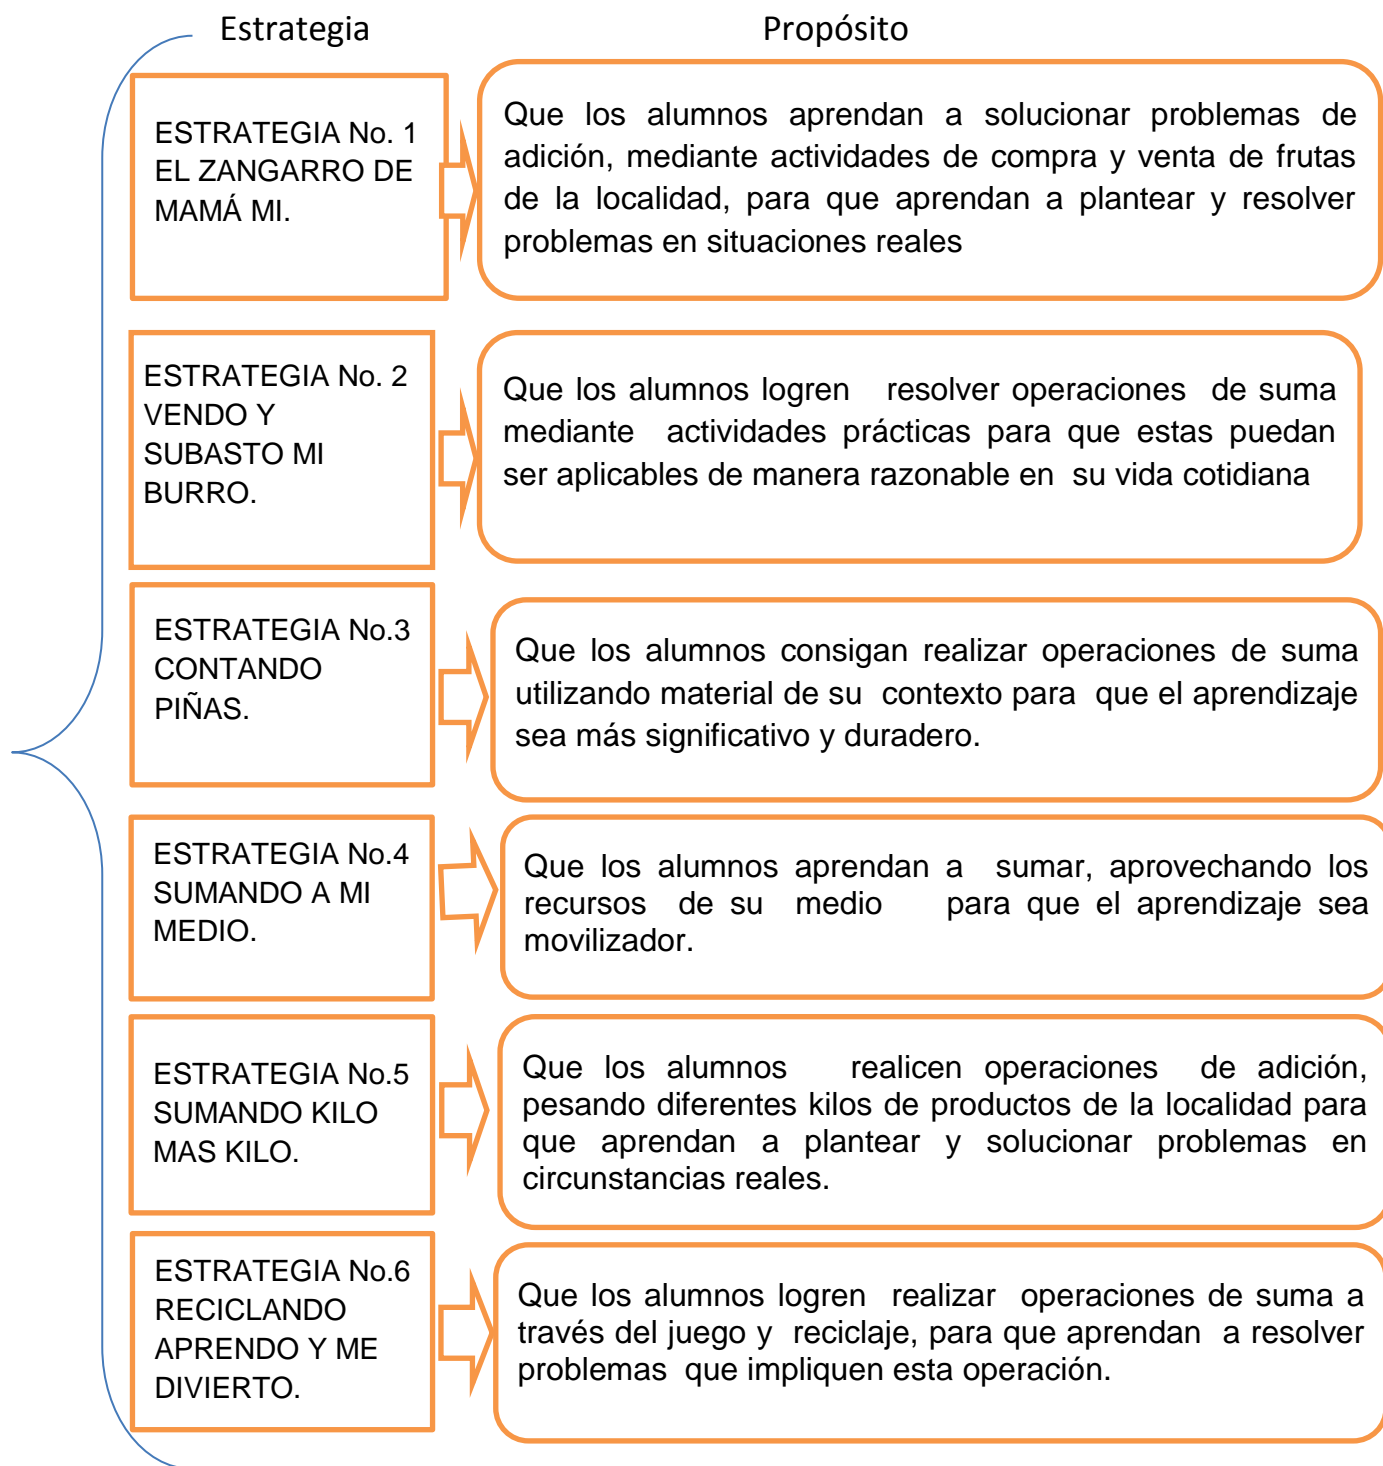 Estrategia Propósito
ESTRATEGIA No. 1
EL ZANGARRO DE
MAMÁ MI.
Que los alumnos aprendan a solucionar problemas de
adición, mediante actividades de compra y venta de frutas
de la localidad, para que aprendan a plantear y resolver
problemas en situaciones reales
ESTRATEGIA No. 2
VENDO Y
SUBASTO MI
BURRO.
Que los alumnos logren resolver operaciones de suma
mediante actividades prácticas para que estas puedan
ser aplicables de manera razonable en su vida cotidiana
ESTRATEGIA No.3
CONTANDO
PIÑAS.
Que los alumnos consigan realizar operaciones de suma
utilizando material de su contexto para que el aprendizaje
sea más significativo y duradero.
ESTRATEGIA No.4
SUMANDO A MI
MEDIO.
Que los alumnos aprendan a sumar, aprovechando los
recursos de su medio para que el aprendizaje sea
movilizador.
ESTRATEGIA No.5
SUMANDO KILO
MAS KILO.
Que los alumnos realicen operaciones de adición,
pesando diferentes kilos de productos de la localidad para
que aprendan a plantear y solucionar problemas en
circunstancias reales.
ESTRATEGIA No.6
RECICLANDO
APRENDO Y ME
DIVIERTO.
Que los alumnos logren realizar operaciones de suma a
través del juego y reciclaje, para que aprendan a resolver
problemas que impliquen esta operación.